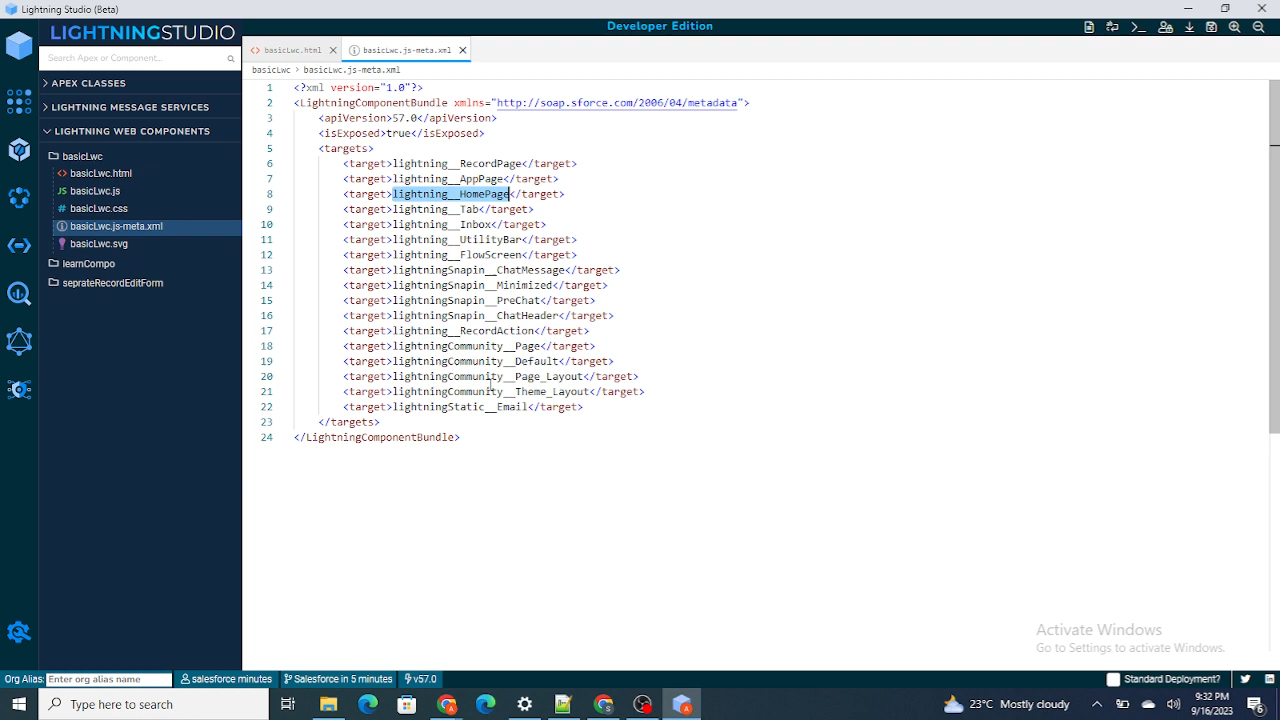 Lightning Studio (Beta)
LIGHTNINGSTUDIO
Developer Edition
Search Apex or Component...
APEX CLASSES
LIGHTNING MESSAGE SERVICES
LIGHTNING WEB COMPONENTS
basicLwc
basicLwc.html
JS basicLwc.js
# basicLwc.css
basicLwc.js-meta.xml
basicLwc.svg
learnCompo
seprateRecordEditForm
basicLwc.html
basicLwc.js-meta.xml
basicLwc > basicLwc.js-meta.xml
1 <?xml version="1.0"?>
2 <LightningComponentBundle xmlns="http://soap.sforce.com/2006/04/metadata">
3 <apiVersion>57.0</apiVersion>
4 <isExposed>true</isExposed>
5 <targets>
6 <target>lightning__RecordPage</target>
7 <target>lightning__AppPage</target>
8 <target>lightning__HomePage</target>
9 <target>lightning__Tab</target>
10 <target>lightning__Inbox</target>
11 <target>lightning__UtilityBar</target>
12 <target>lightning__FlowScreen</target>
13 <target>lightningSnapin__ChatMessage</target>
14 <target>lightningSnapin__Minimized</target>
15 <target>lightningSnapin__PreChat</target>
16 <target>lightningSnapin__ChatHeader</target>
17 <target>lightning__RecordAction</target>
18 <target>lightningCommunity__Page</target>
19 <target>lightningCommunity__Default</target>
20 <target>lightningCommunity__Page_Layout</target>
21 <target>lightningCommunity__Theme_Layout</target>
22 <target>lightningStatic__Email</target>
23 </targets>
24 </LightningComponentBundle>
Activate Windows
Go to Settings to activate Windows.
Org Alias: Enter org alias name
salesforce minutes
Salesforce in 5 minutes
v57.0
Standard Deployment?
Type here to search
23°C Mostly cloudy
9:32 PM
9/16/2023
6